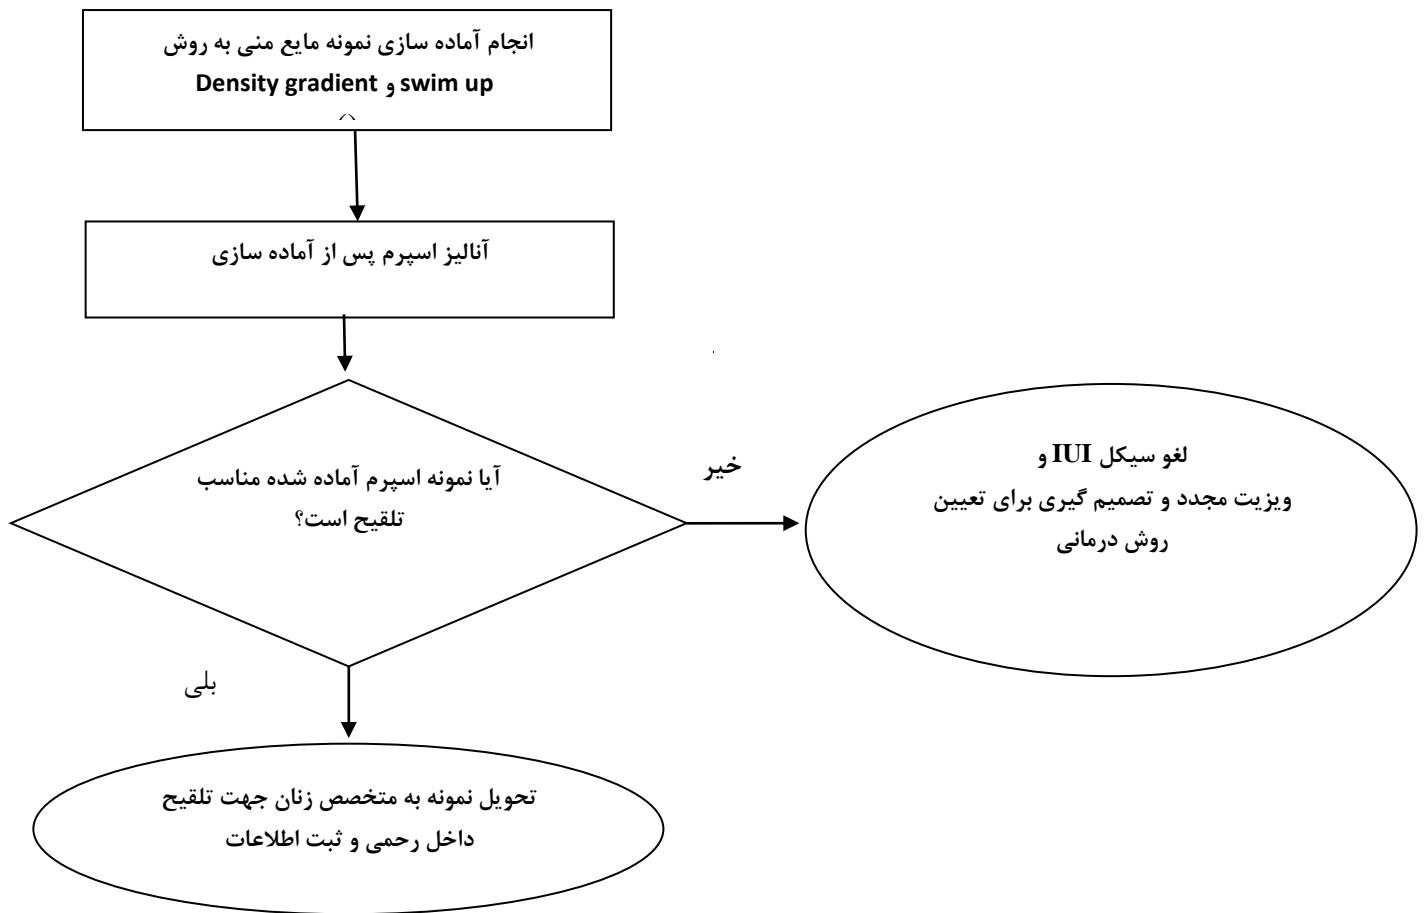 انجام آماده سازی نمونه مایع منی به روش
swim up و Density gradient
()
آنالیز اسپرم پس از آماده سازی
آیا نمونه اسپرم آماده شده مناسب
تلقیح است؟
خیر
لغو سیکل IUI و
ویزیت مجدد و تصمیم گیری برای تعیین
روش درمانی
بلی
تحویل نمونه به متخصص زنان جهت تلقیح
داخل رحمی و ثبت اطلاعات